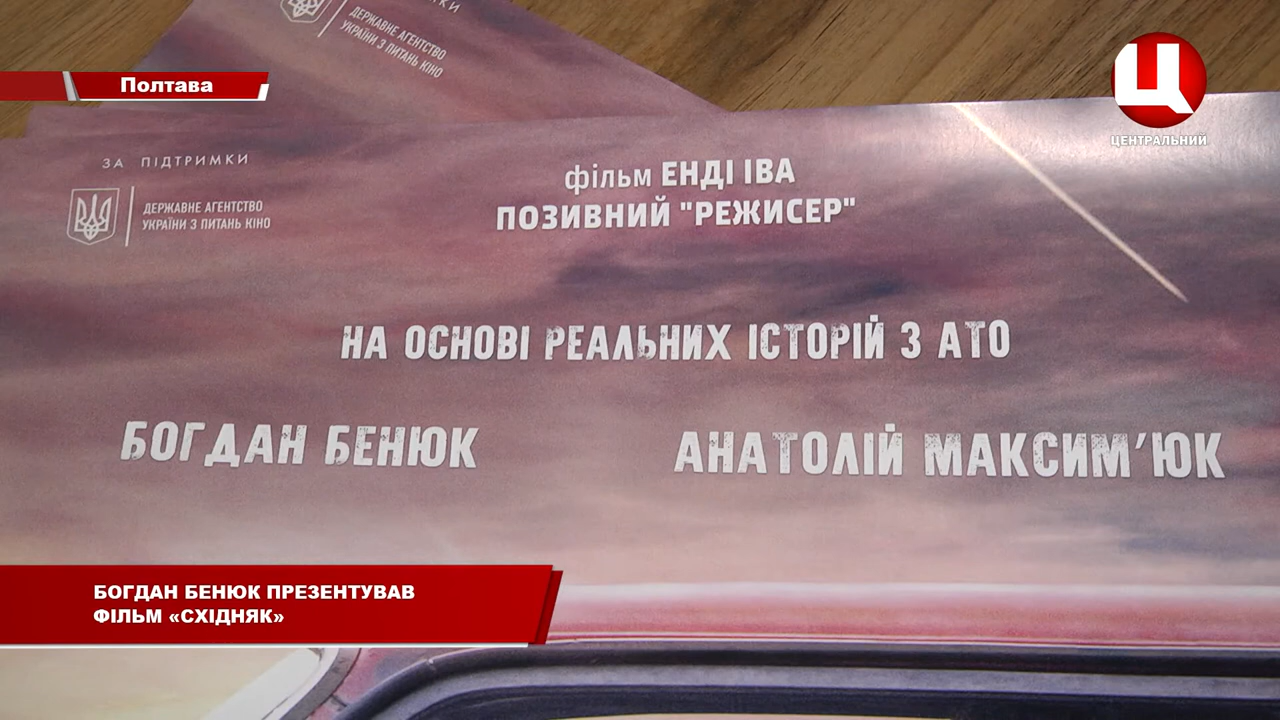 КИ
ДЕРЖАВНЕ АГЕНТСТВО
УКРАЇНИ З ПИТАНЬ КІНО
Полтава
Ц
ЦЕНТРАЛЬНИЙ
ЗА ПІДТРИМКИ
ДЕРЖАВНЕ АГЕНТСТВО
УКРАЇНИ З ПИТАНЬ КІНО
фільм ЕНДІ ІВА
ПОЗИВНИЙ "РЕЖИСЕР"
НА ОСНОВІ РЕАЛЬНИХ ІСТОРІЙ З АТО
БОГДАН БЕНЮК
АНАТОЛІЙ МАКСИМ'ЮК
БОГДАН БЕНЮК ПРЕЗЕНТУВАВ
ФІЛЬМ «СХІДНЯК»